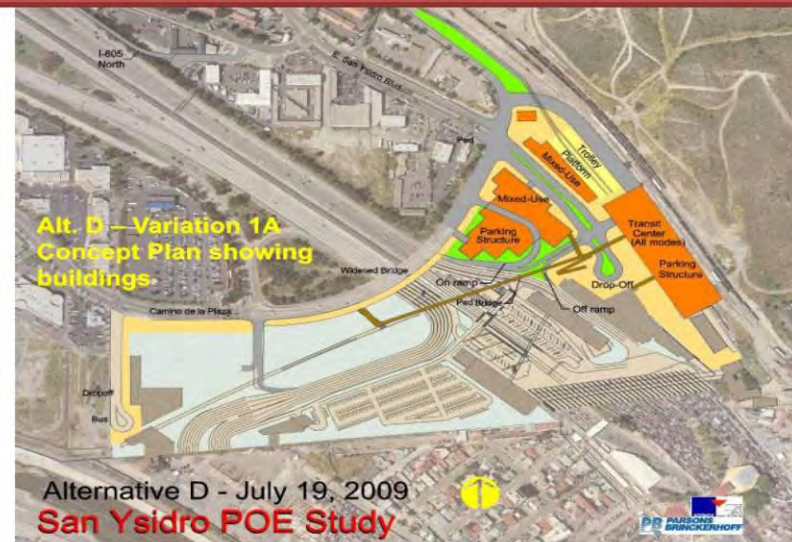 I-805
North
E. San Ysidro Blvd
Ped
Trolley
Platform
Mixed-Use
Mixed-Use
Parking
Structure
Transit
Center
(All modes)
Parking
Structure
Alt. D – Variation 1A
Concept Plan showing
buildings
Widened Bridge
On ramp
Drop-Off
Ped Bridge
Off ramp
Camino de la Plaza
Dropoff
Bus
Alternative D - July 19, 2009
San Ysidro POE Study
PB PARSONS
BRINCKERHOFF